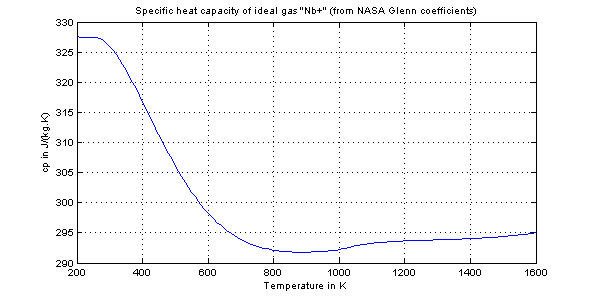 Specific heat capacity of ideal gas "Nb+" (from NASA Glenn coefficients)
330
325
320
315
310
305
300
295
290
cp in J/(kg.K)
200 400 600 800 1000 1200 1400 1600
Temperature in K